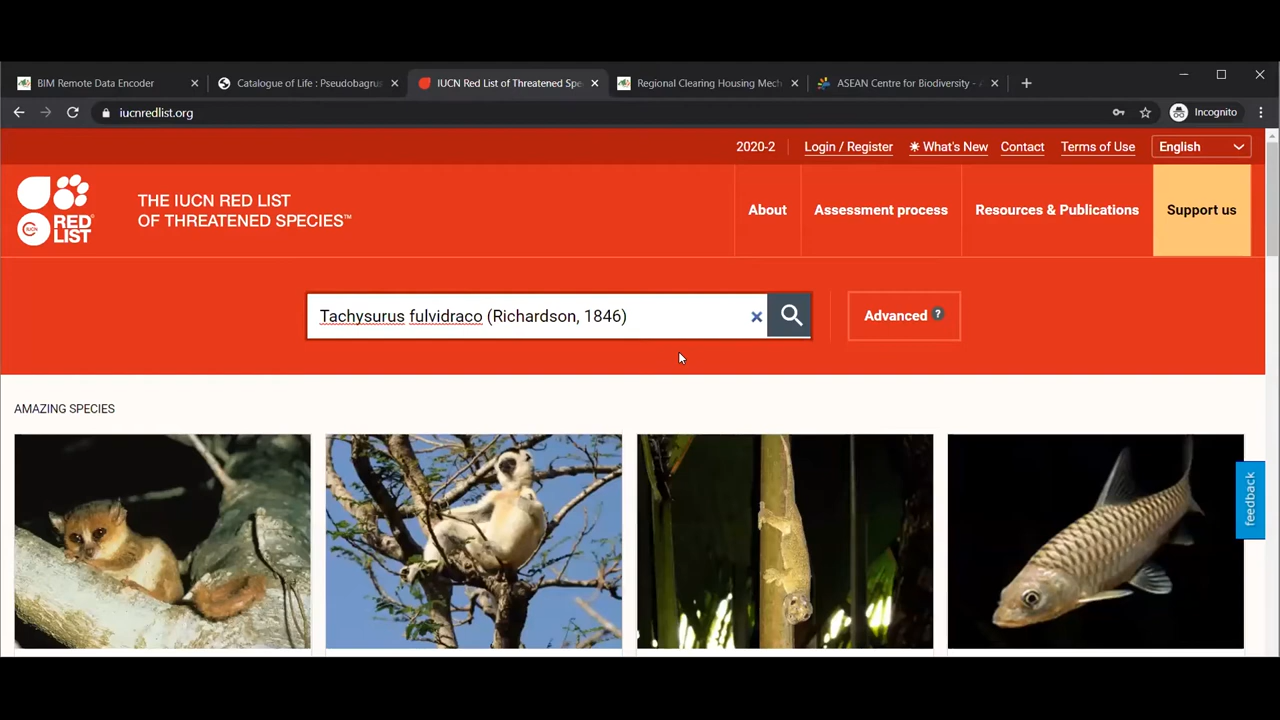 BIM Remote Data Encoder
Catalogue of Life : Pseudobagrus
IUCN Red List of Threatened Spe
Regional Clearing Housing Mech
ASEAN Centre for Biodiversity -
iucnredlist.org
Incognito
2020-2
Login / Register
What's New
Contact
Terms of Use
English
IUCN
RED
LIST
THE IUCN RED LIST
OF THREATENED SPECIES™
About
Assessment process
Resources & Publications
Support us
Tachysurus fulvidraco (Richardson, 1846)
Advanced ?
AMAZING SPECIES
feedback